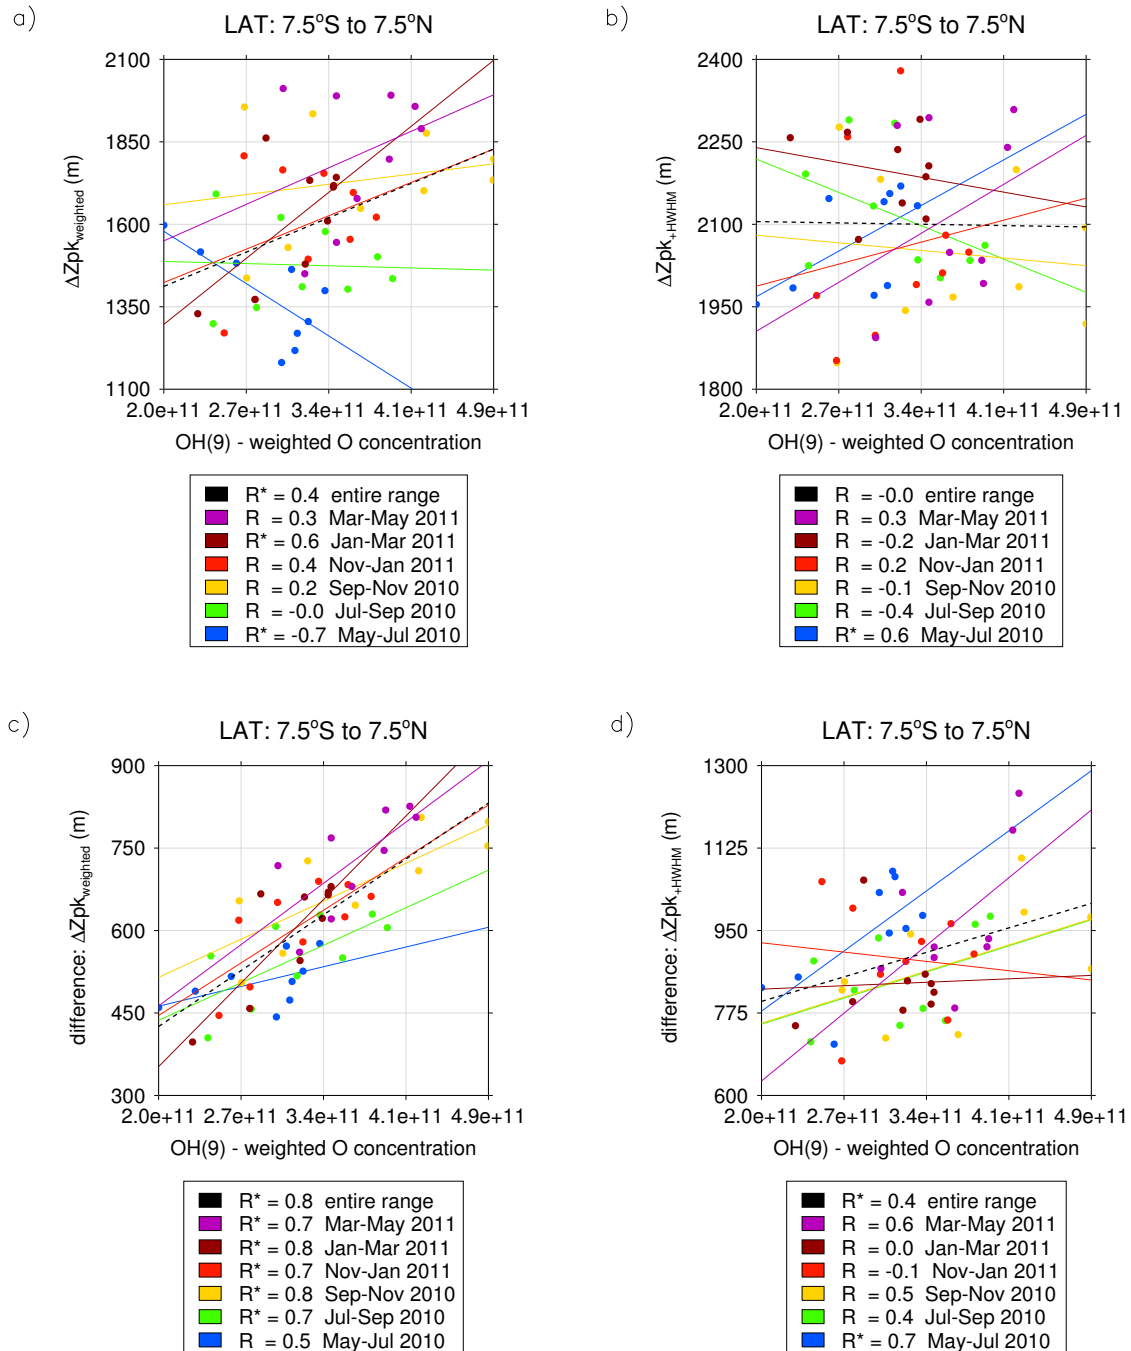 a)
LAT: 7.5°S to 7.5°N
2100
1850
1600
1350
1100
ΔZpk weighted (m)
2.0e+11 2.7e+11 3.4e+11 4.1e+11 4.9e+11
OH(9) - weighted O concentration
R* = 0.4 entire range
R = 0.3 Mar-May 2011
R* = 0.6 Jan-Mar 2011
R = 0.4 Nov-Jan 2011
R = 0.2 Sep-Nov 2010
R = -0.0 Jul-Sep 2010
R* = -0.7 May-Jul 2010
b)
LAT: 7.5°S to 7.5°N
2400
2250
2100
1950
1800
ΔZpk +HWHM (m)
2.0e+11 2.7e+11 3.4e+11 4.1e+11 4.9e+11
OH(9) - weighted O concentration
R = -0.0 entire range
R = 0.3 Mar-May 2011
R = -0.2 Jan-Mar 2011
R = 0.2 Nov-Jan 2011
R = -0.1 Sep-Nov 2010
R = -0.4 Jul-Sep 2010
R* = 0.6 May-Jul 2010
c)
LAT: 7.5°S to 7.5°N
900
750
600
450
300
difference: ΔZpk weighted (m)
2.0e+11 2.7e+11 3.4e+11 4.1e+11 4.9e+11
OH(9) - weighted O concentration
R* = 0.8 entire range
R* = 0.7 Mar-May 2011
R* = 0.8 Jan-Mar 2011
R* = 0.7 Nov-Jan 2011
R* = 0.8 Sep-Nov 2010
R* = 0.7 Jul-Sep 2010
R = 0.5 May-Jul 2010
d)
LAT: 7.5°S to 7.5°N
1300
1125
950
775
600
difference: ΔZpk +HWHM (m)
2.0e+11 2.7e+11 3.4e+11 4.1e+11 4.9e+11
OH(9) - weighted O concentration
R* = 0.4 entire range
R = 0.6 Mar-May 2011
R = 0.0 Jan-Mar 2011
R = -0.1 Nov-Jan 2011
R = 0.5 Sep-Nov 2010
R = 0.4 Jul-Sep 2010
R* = 0.7 May-Jul 2010